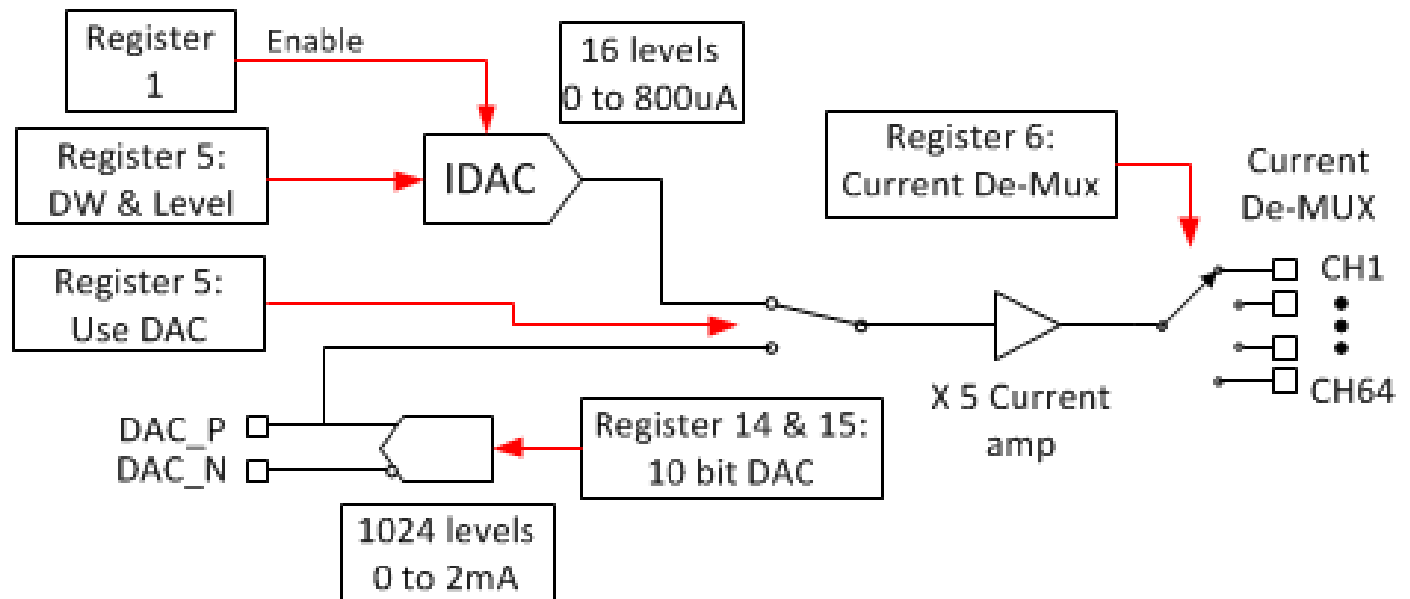 Register
1
Enable
16 levels
0 to 800uA
Register 5:
DW & Level
IDAC
Register 6:
Current De-Mux
Current
De-MUX
Register 5:
Use DAC
CH1
CH64
X 5 Current
amp
DAC_P
DAC_N
Register 14 & 15:
10 bit DAC
1024 levels
0 to 2mA